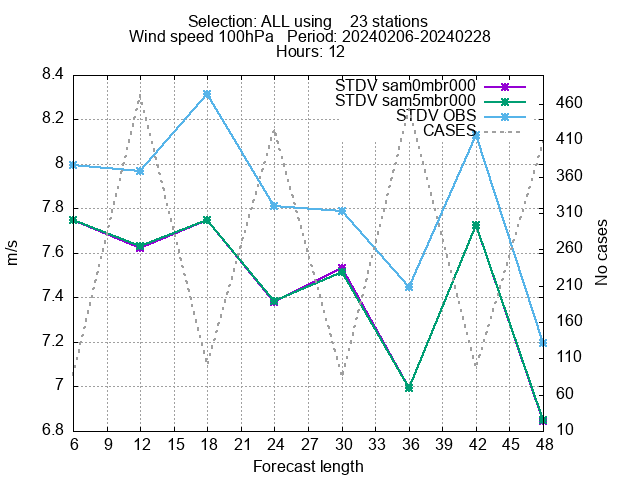 Selection: ALL using    23 stations
Wind speed 100hPa   Period: 20240206-20240228
Hours: 12
STDV sam0mbr000
STDV sam5mbr000
STDV OBS
CASES
8.4
8.2
8
7.8
7.6
7.4
7.2
7
6.8
m/s
460
410
360
310
260
210
160
110
60
10
No cases
6 9 12 15 18 21 24 27 30 33 36 39 42 45 48
Forecast length